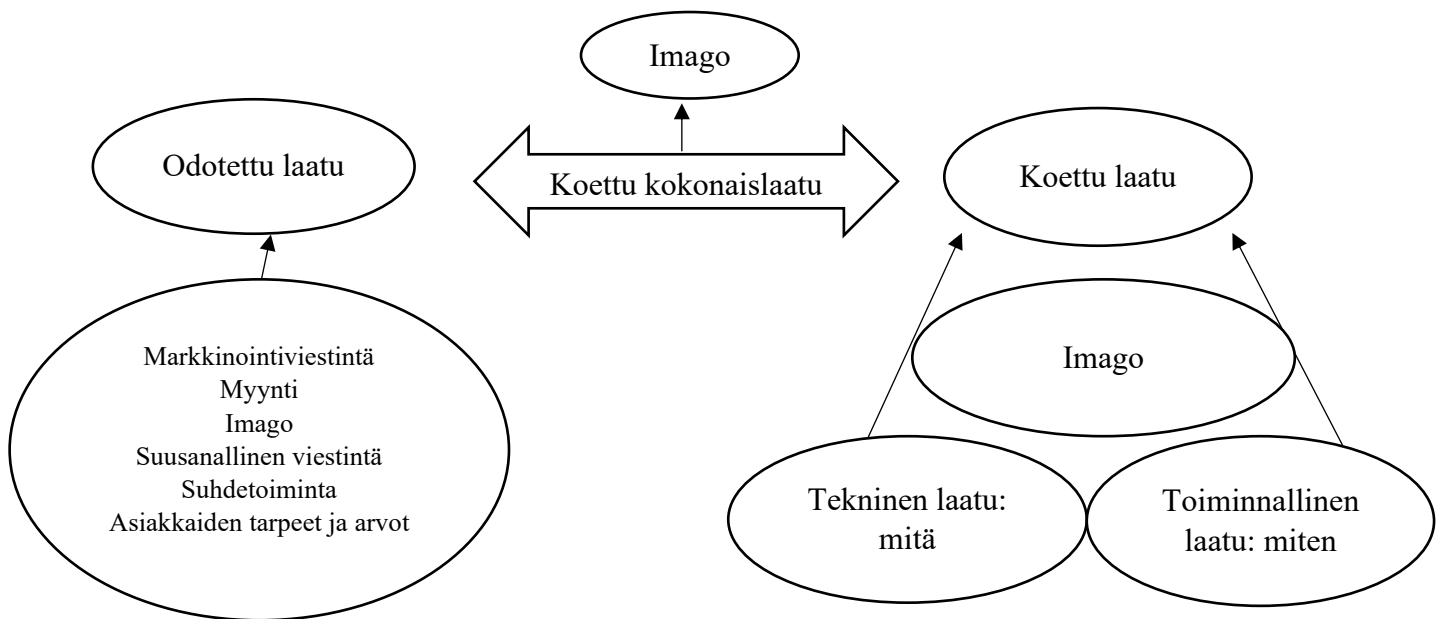 Imago
Odotettu laatu
Koettu kokonaislaatu
Koettu laatu
Markkinointiviestintä
Myynti
Imago
Suusanallinen viestintä
Suhdetoiminta
Asiakkaiden tarpeet ja arvot
Imago
Tekninen laatu:
mitä
Toiminnallinen
laatu: miten